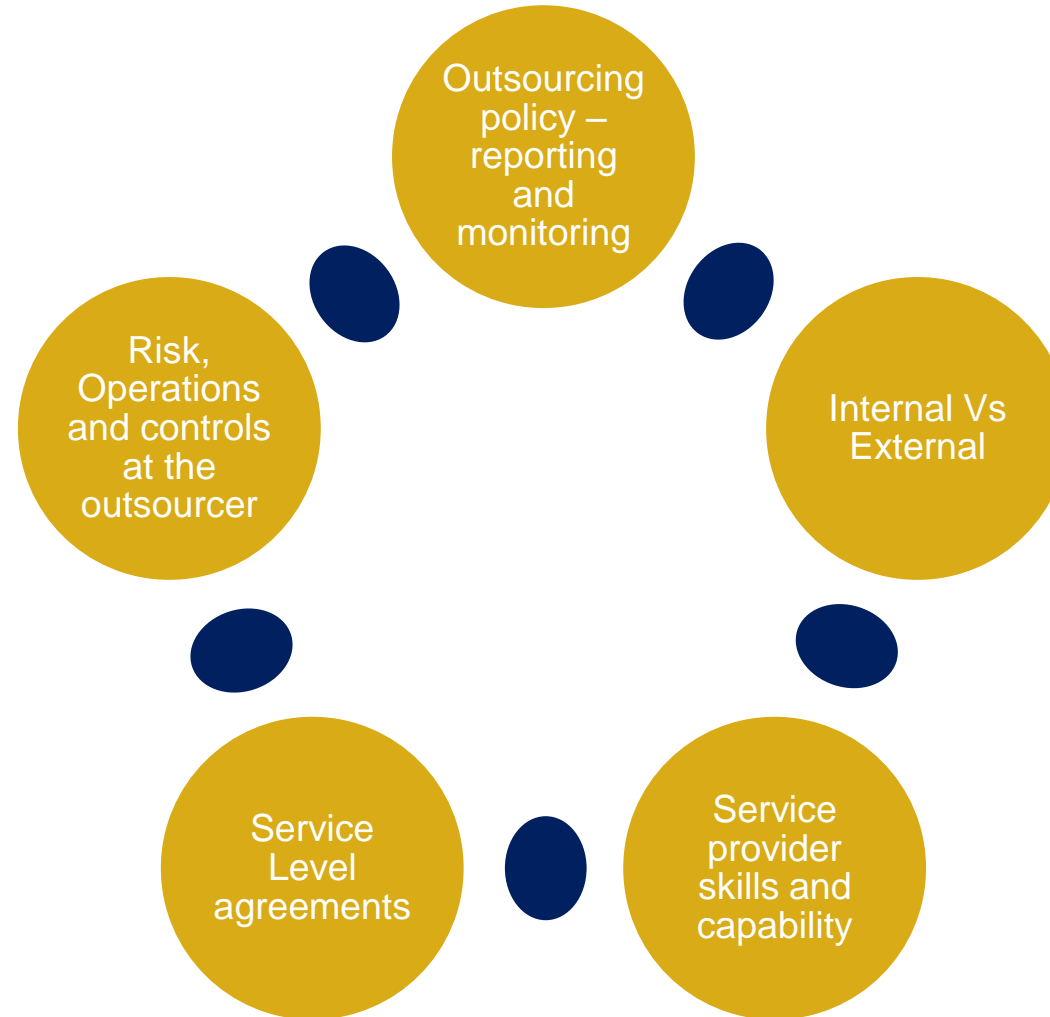 Outsourcing
policy –
reporting
and
monitoring
Internal Vs
External
Service
provider
skills and
capability
Service
Level
agreements
Risk,
Operations
and controls
at the
outsourcer